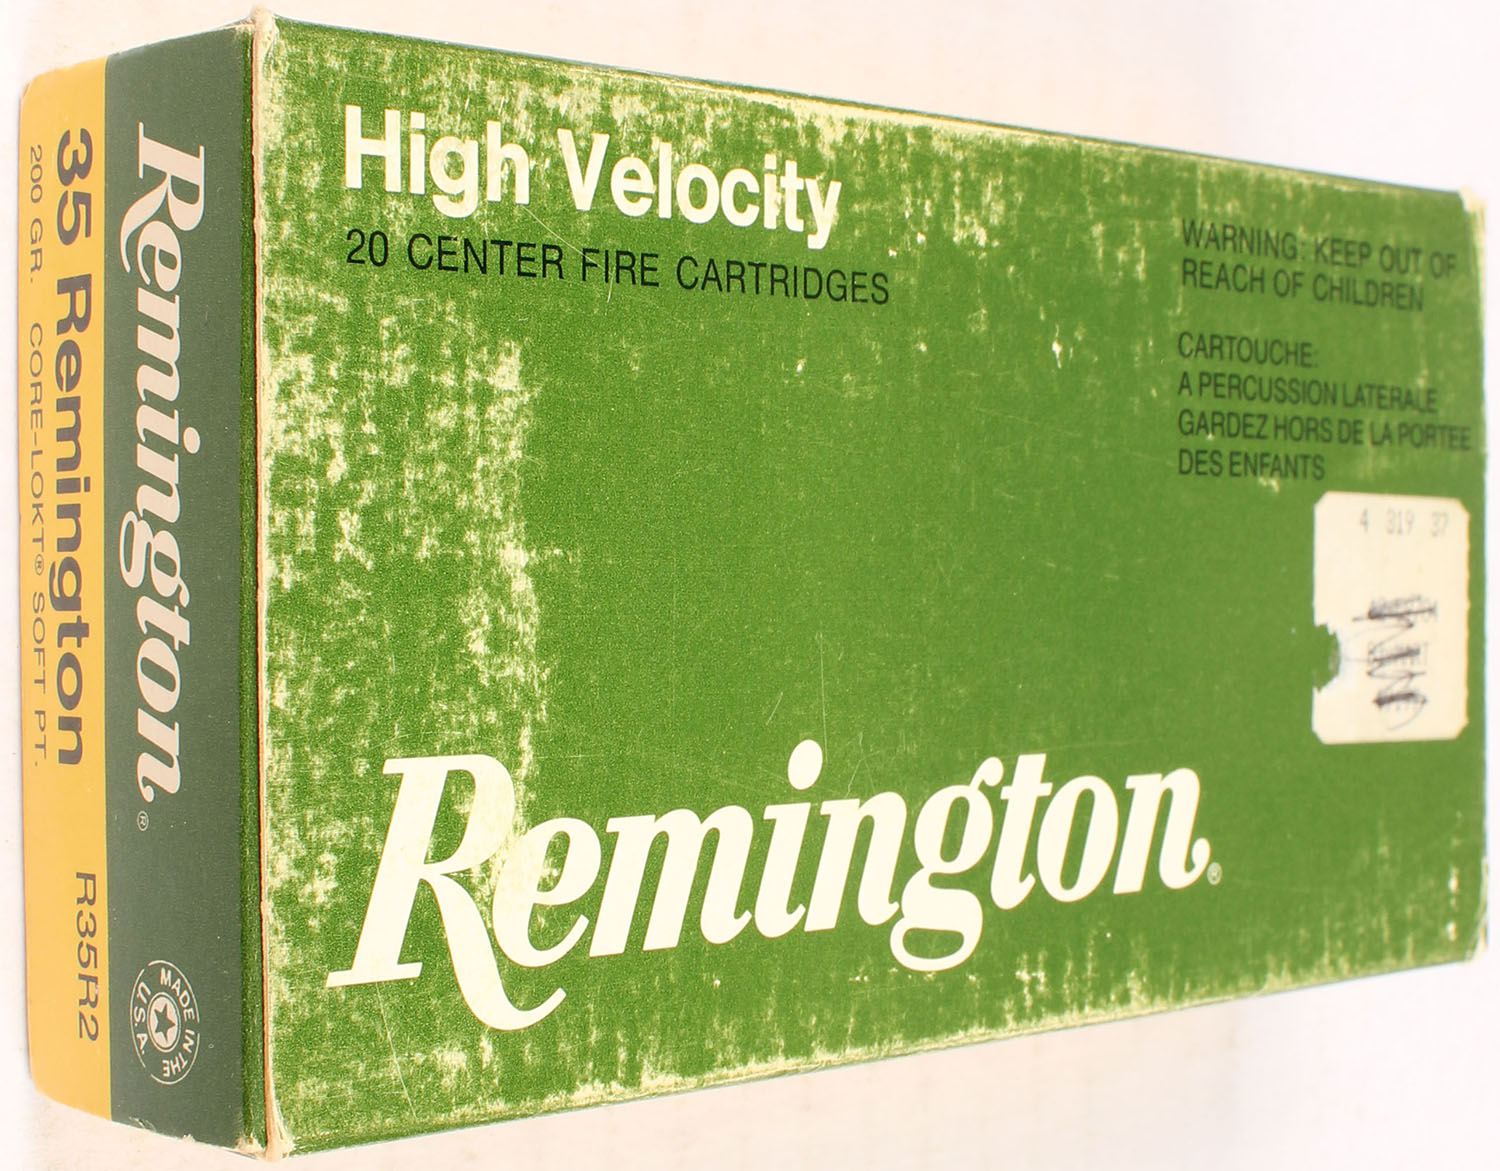 High Velocity
20 CENTER FIRE CARTRIDGES
WARNING: KEEP OUT OF
REACH OF CHILDREN
CARTOUCHE:
A PERCUSSION LATERALE
GARDEZ HORS DE LA PORTEE
DES ENFANTS
4 319 37
Remington®
Remington®
MADE IN THE
U.S.A.
35 Remington R35R2
200 GR. CORE-LOKT® SOFT PT.